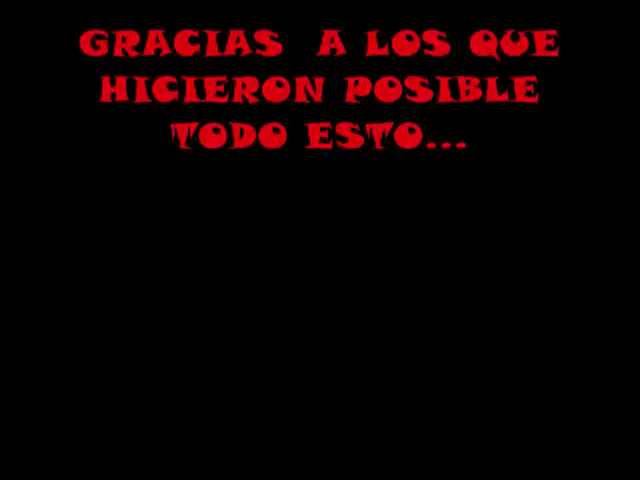 GRACIAS A LOS QUE
HICIERON POSIBLE
TODO ESTO...